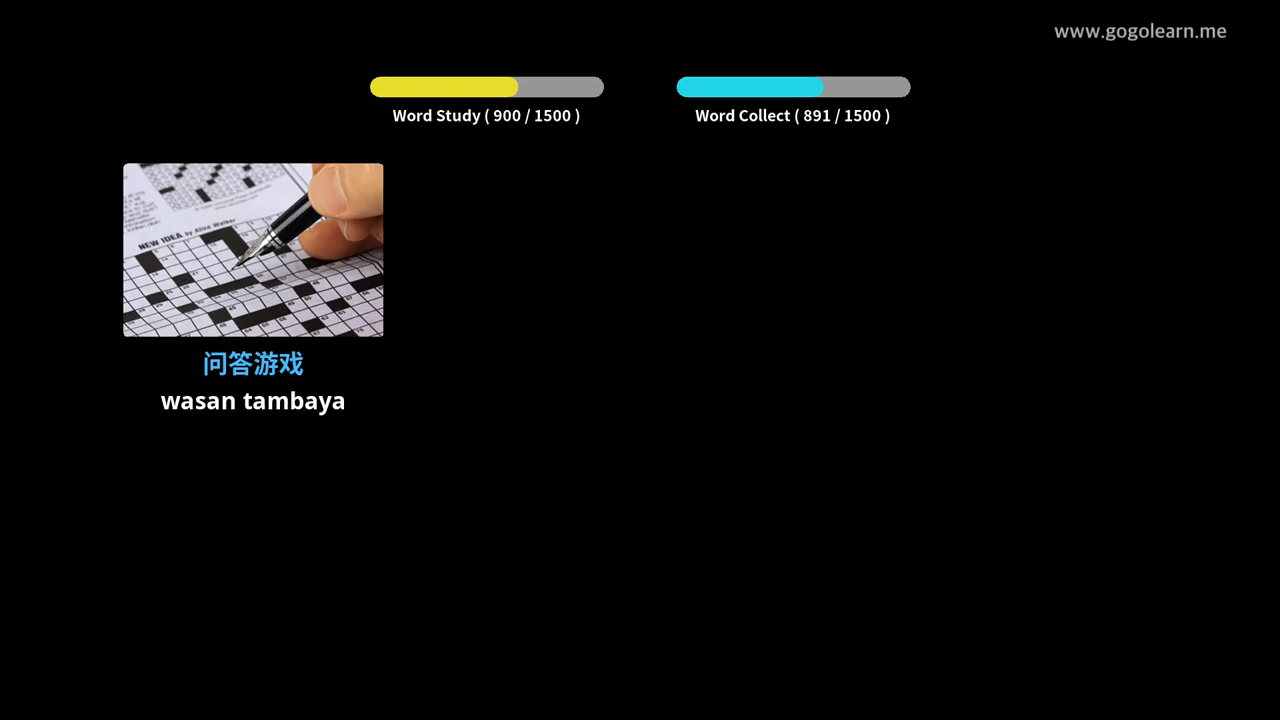 www.gogolearn.me
Word Study ( 900 / 1500 )
Word Collect ( 891 / 1500 )
NEW IDEA by Alice Walker
问答游戏
wasan tambaya